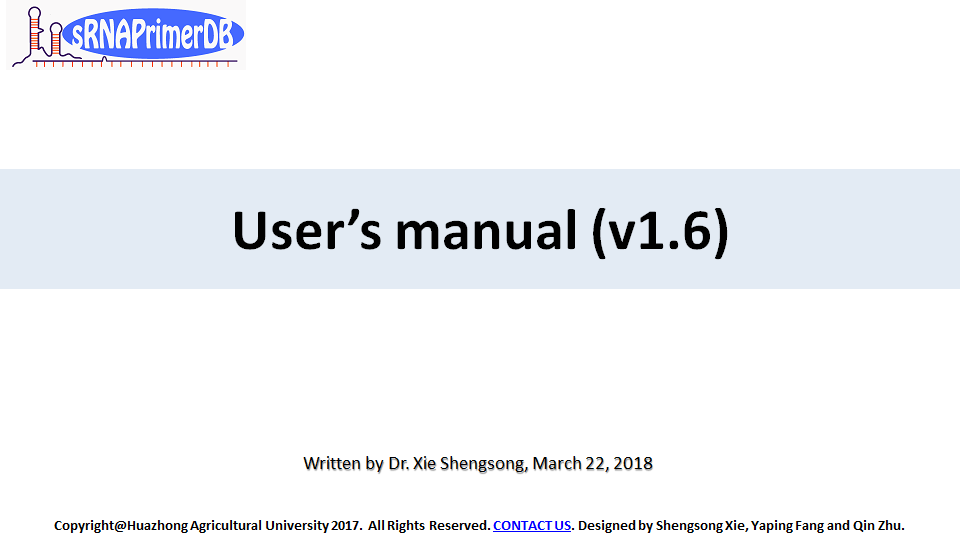 sRNAPrimerDB
User’s manual (v1.6)
Written by Dr. Xie Shengsong, March 22, 2018
Copyright@Huazhong Agricultural University 2017. All Rights Reserved. CONTACT US. Designed by Shengsong Xie, Yaping Fang and Qin Zhu.